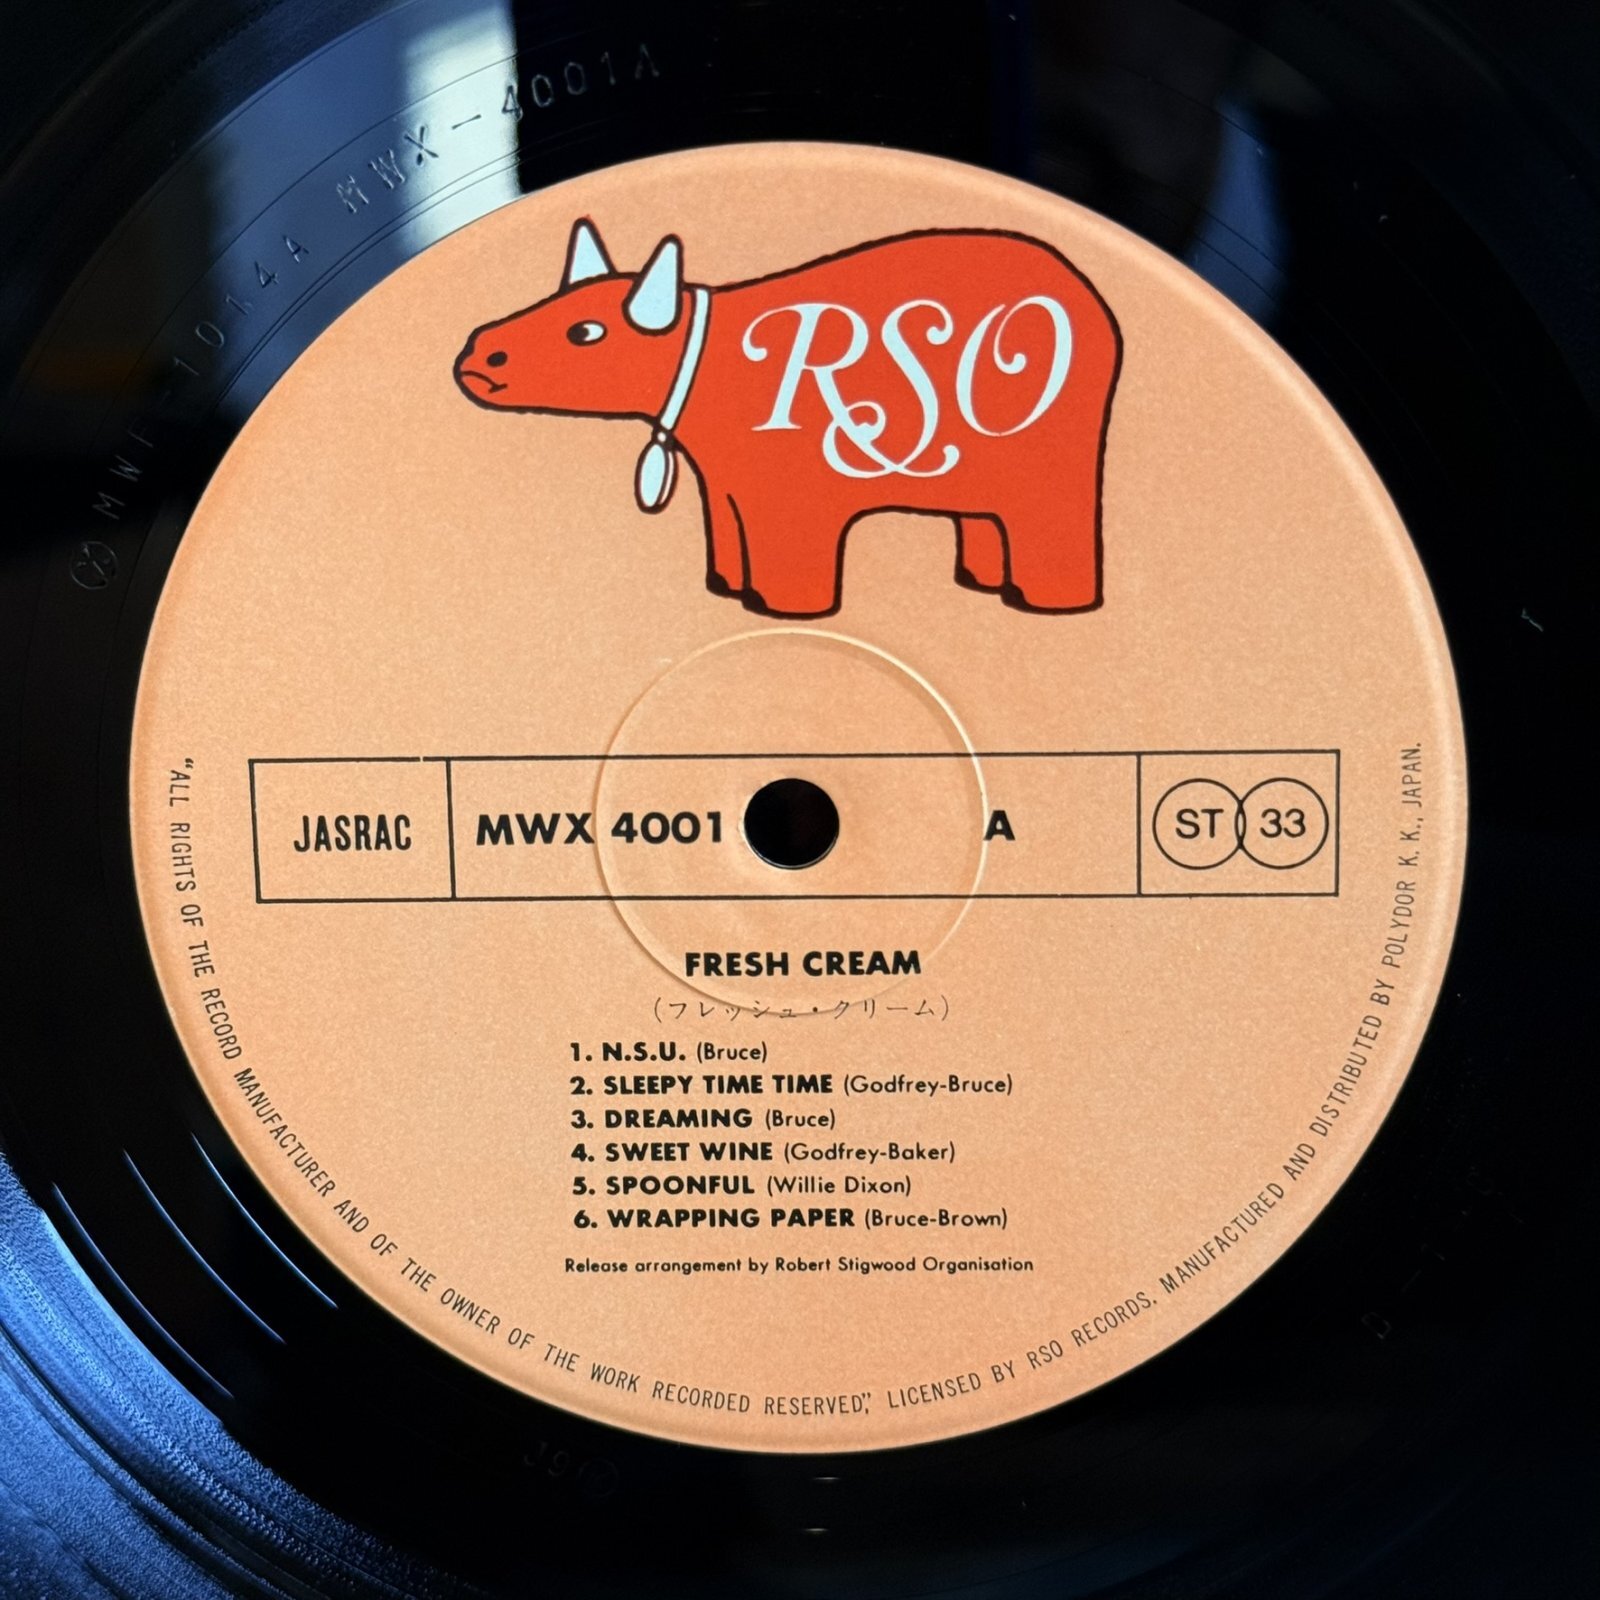 MWF-1014A MWX-4001A
RSO
JASRAC
MWX 4001
A
ST 33
FRESH CREAM
(フレッシュ・クリーム)
1. N.S.U. (Bruce)
2. SLEEPY TIME TIME (Godfrey-Bruce)
3. DREAMING (Bruce)
4. SWEET WINE (Godfrey-Baker)
5. SPOONFUL (Willie Dixon)
6. WRAPPING PAPER (Bruce-Brown)
Release arrangement by Robert Stigwood Organisation
“ALL RIGHTS OF THE RECORD MANUFACTURER AND OF THE OWNER OF THE WORK RECORDED RESERVED,” LICENSED BY RSO RECORDS. MANUFACTURED AND DISTRIBUTED BY POLYDOR K. K., JAPAN.